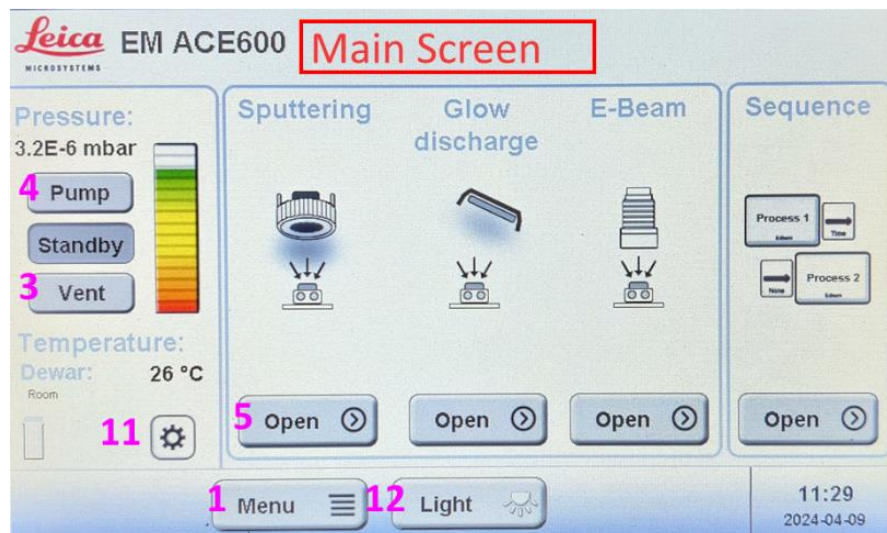 Leica
MICROSYSTEMS
EM ACE600
Main Screen
Pressure:
3.2E-6 mbar
4 Pump
Standby
3 Vent
Temperature:
Dewar: 26 °C
Room
11
Sputtering
Glow
discharge
E-Beam
5 Open
Open
Open
Sequence
Process 1
Edwin
Time
None
Process 2
Edwin
Open
1 Menu
12 Light
11:29
2024-04-09